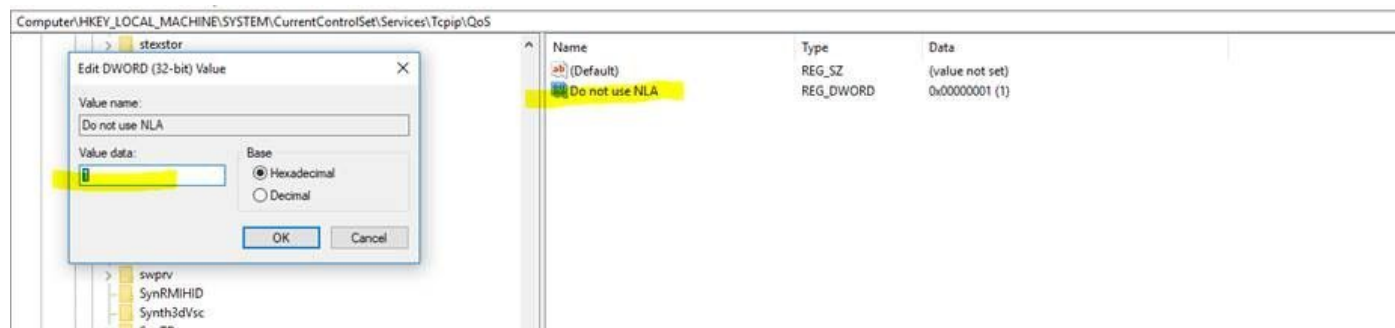 Computer\HKEY_LOCAL_MACHINE\SYSTEM\CurrentControlSet\Services\Tcpip\QoS
stexstor
Edit DWORD (32-bit) Value
Value name:
Do not use NLA
Value data:
1
Base
Hexadecimal
Decimal
OK Cancel
swprv
SynRMIHID
Synth3dVsc
Name Type Data
ab (Default) REG_SZ (value not set)
Do not use NLA REG_DWORD 0x00000001 (1)